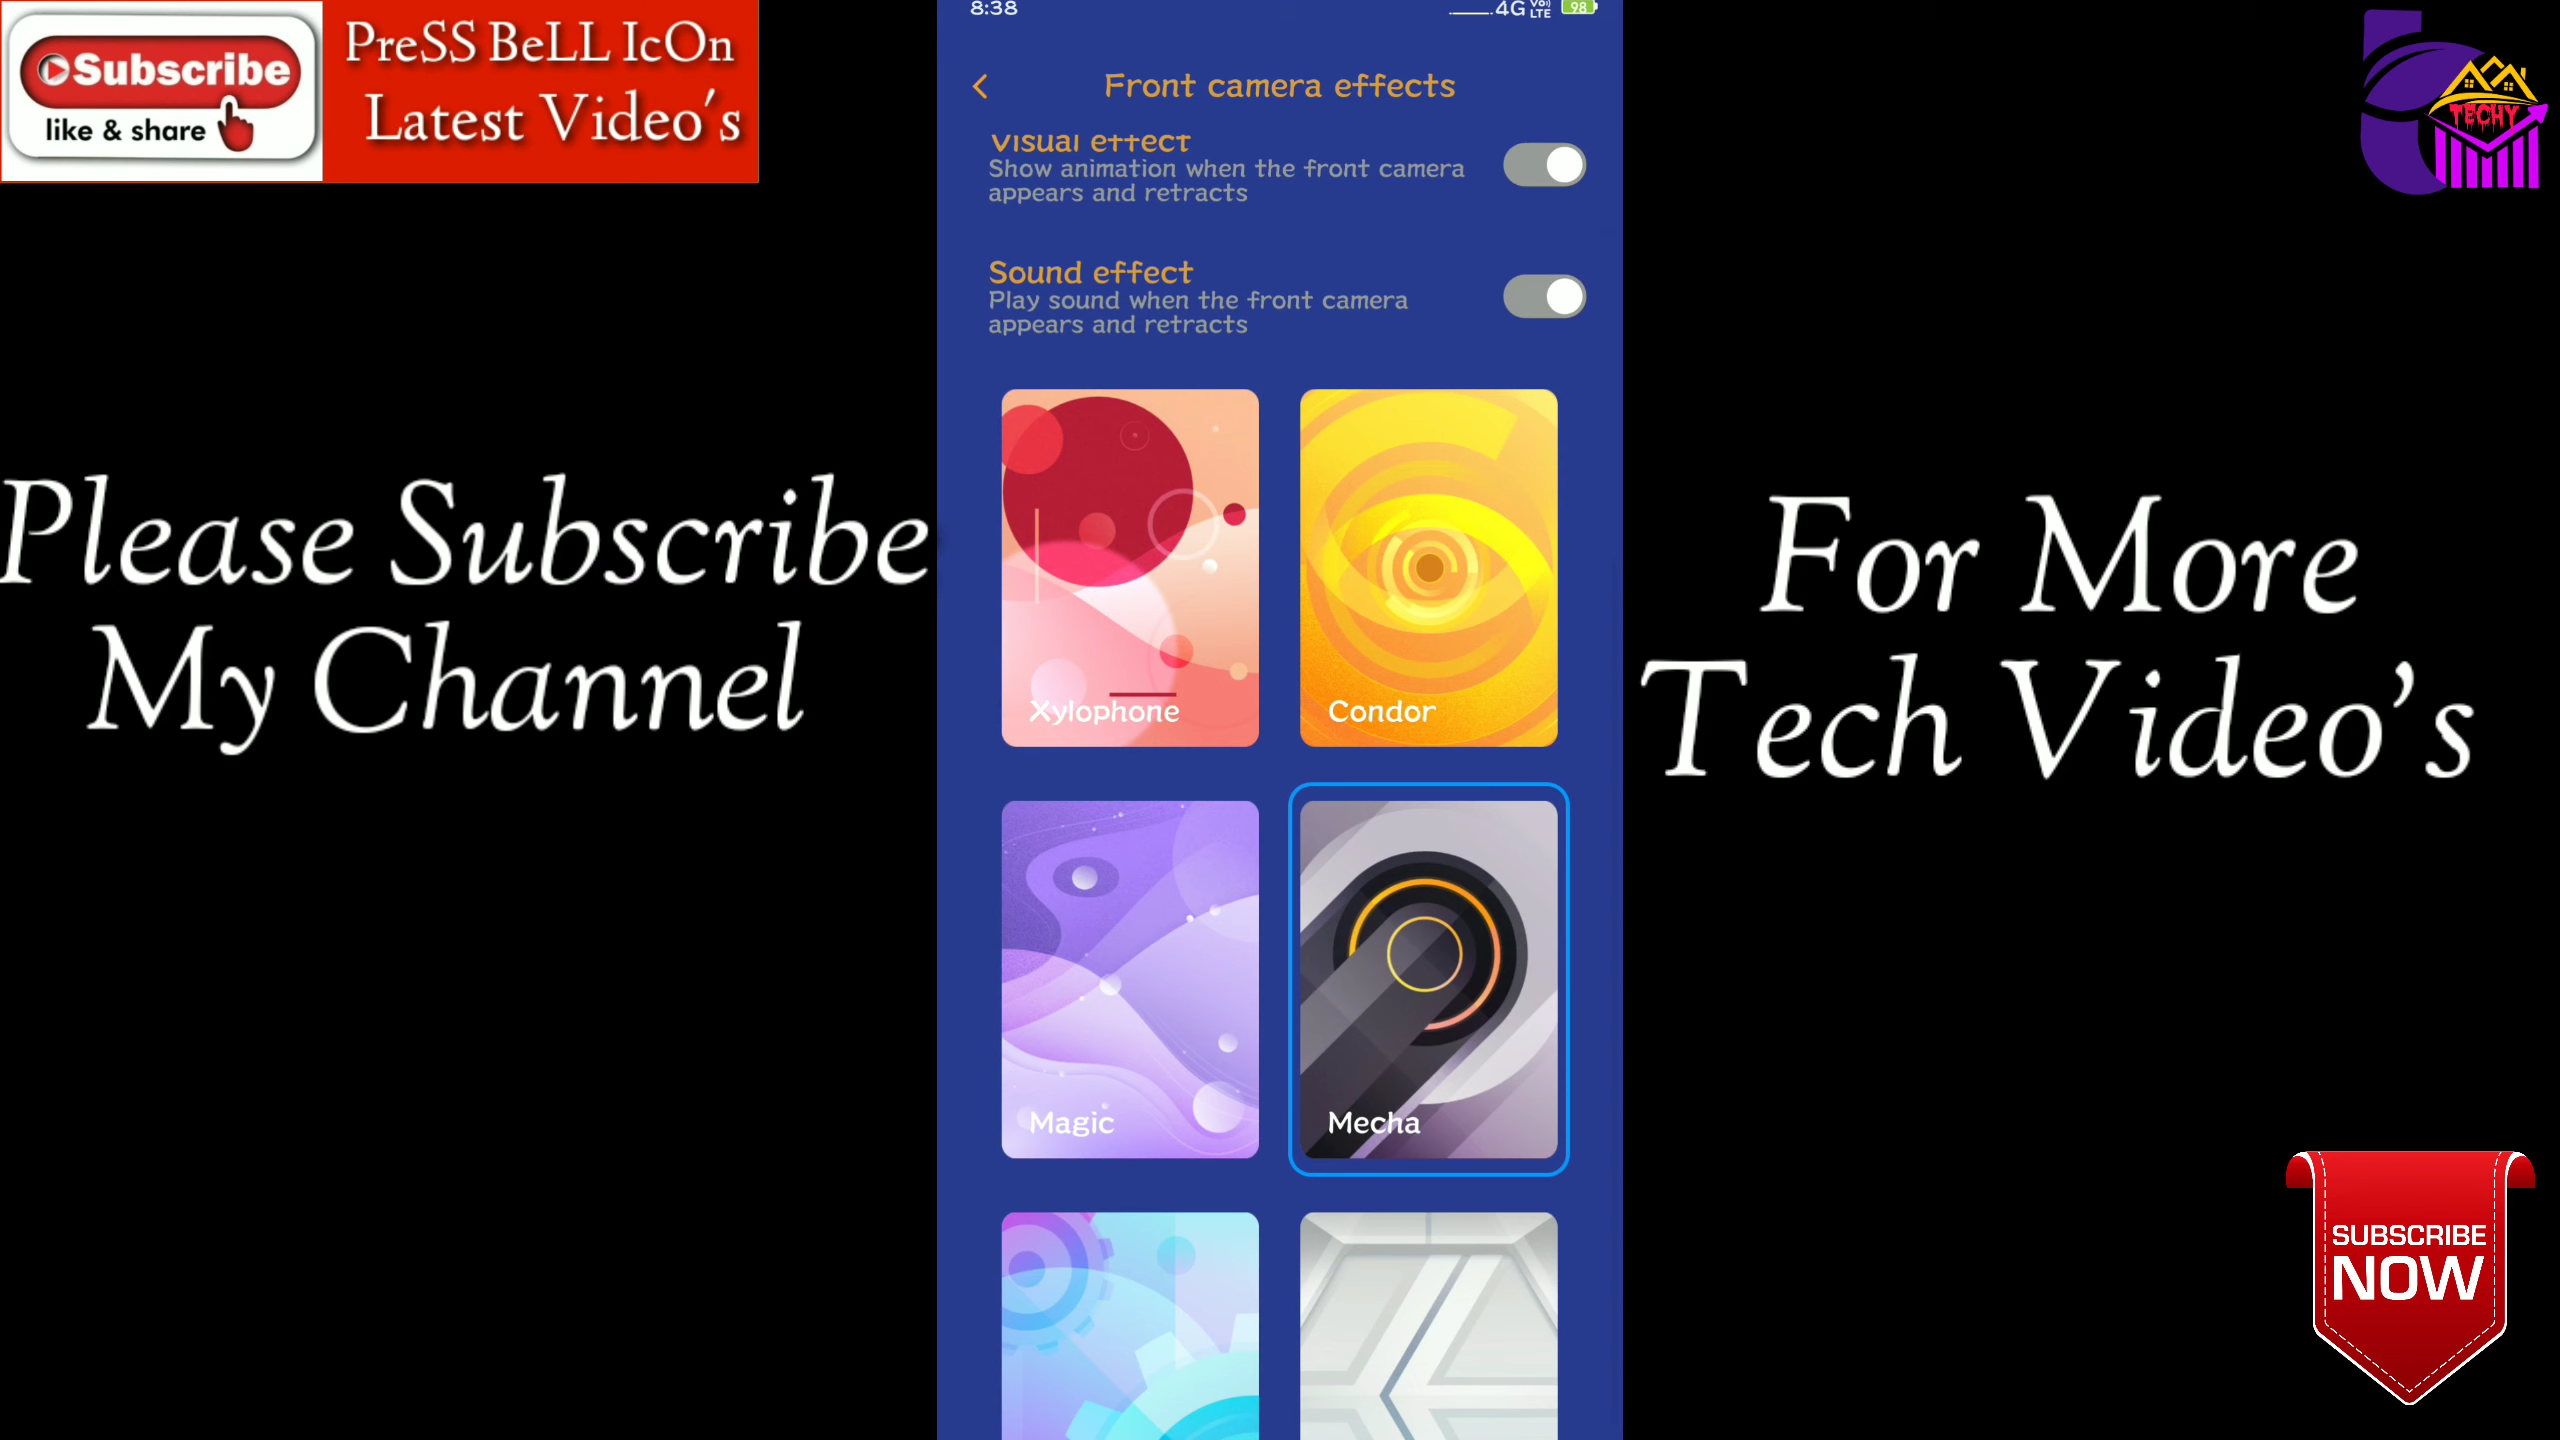 Subscribe
like & share
PreSS BeLL IcOn
Latest Video's
8:38
4G VoI) LTE 98
TECHY
Front camera effects
Visual effect
Show animation when the front camera
appears and retracts
Sound effect
Play sound when the front camera
appears and retracts
Please Subscribe
My Channel
For More
Tech Video's
Xylophone
Condor
Magic
Mecha
SUBSCRIBE
NOW